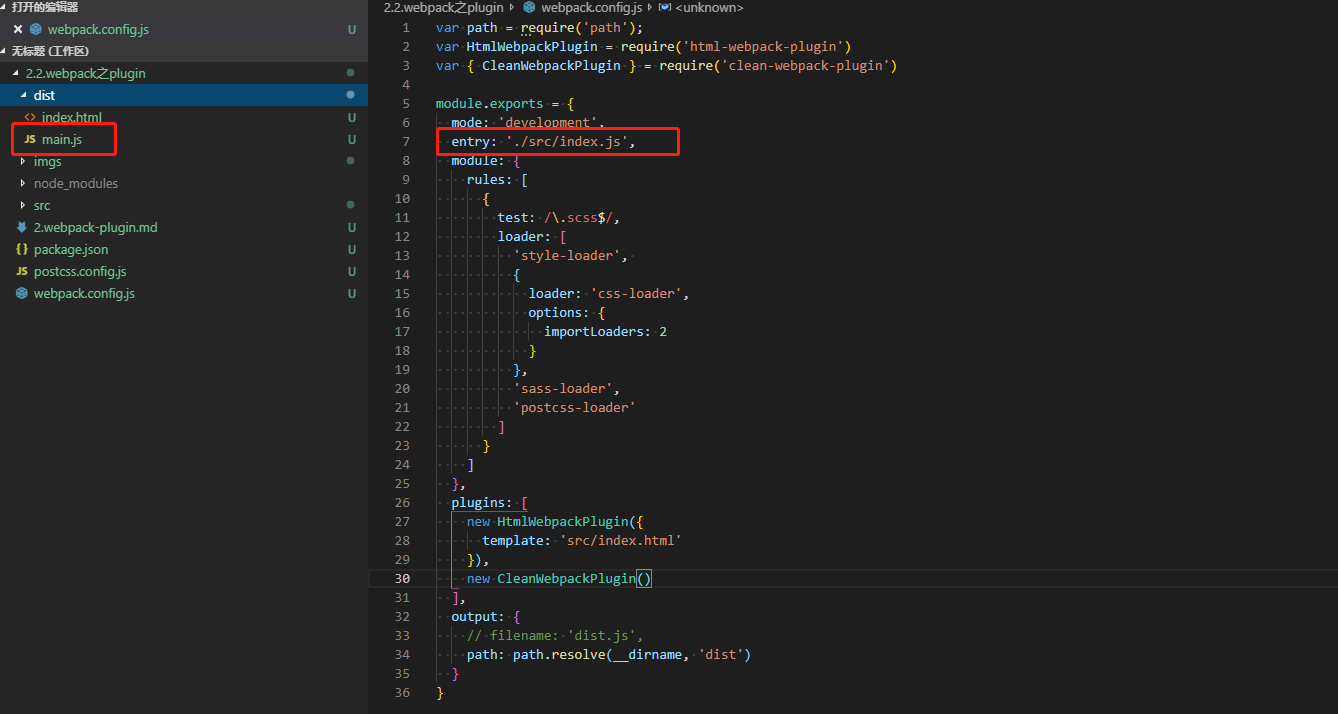 打开的编辑器
webpack.config.js U
无标题 (工作区)
2.2.webpack之plugin
dist
index.html U
JS main.js U
imgs
node_modules
src
2.webpack-plugin.md U
{} package.json U
JS postcss.config.js U
webpack.config.js U
2.2.webpack之plugin webpack.config.js <unknown>
1 var path = require('path');
2 var HtmlWebpackPlugin = require('html-webpack-plugin')
3 var { CleanWebpackPlugin } = require('clean-webpack-plugin')
4
5 module.exports = {
6 mode: 'development',
7 entry: './src/index.js',
8 module: {
9 rules: [
10 {
11 test: /\.scss$/,
12 loader: [
13 'style-loader',
14 {
15 loader: 'css-loader',
16 options: {
17 importLoaders: 2
18 }
19 },
20 'sass-loader',
21 'postcss-loader'
22 ]
23 }
24 ]
25 },
26 plugins: [
27 new HtmlWebpackPlugin({
28 template: 'src/index.html'
29 }),
30 new CleanWebpackPlugin()
31 ],
32 output: {
33 // filename: 'dist.js',
34 path: path.resolve(__dirname, 'dist')
35 }
36 }